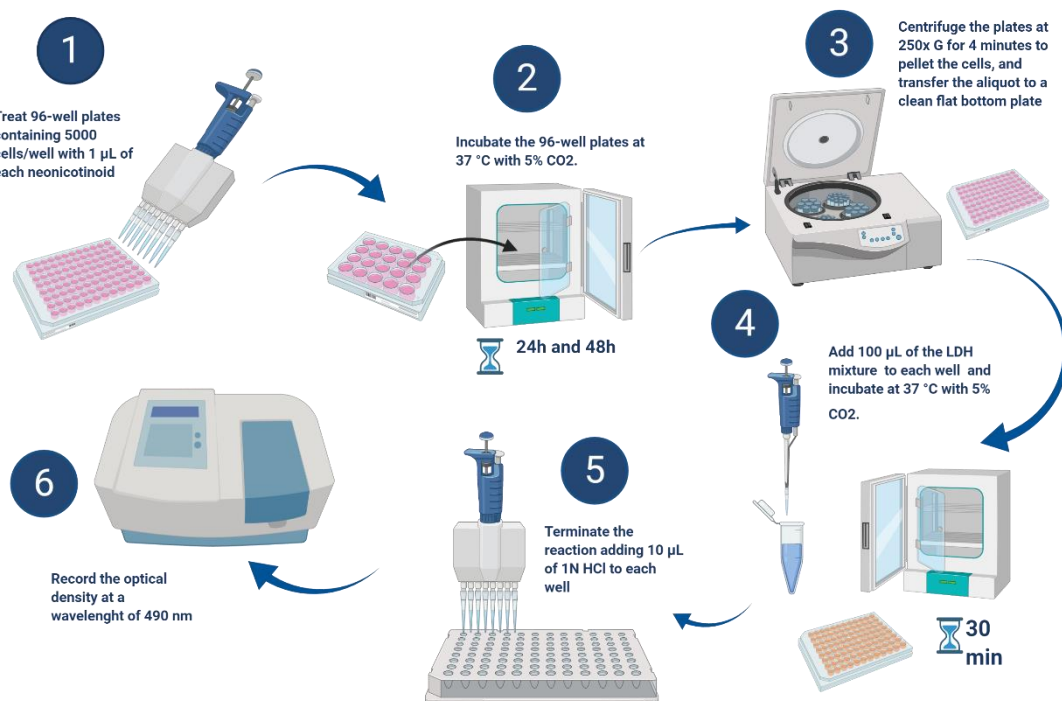 1
Treat 96-well plates
containing 5000
cells/well with 1 µL of
each neonicotinoid
2
Incubate the 96-well plates at
37 °C with 5% CO2.
24h and 48h
3
Centrifuge the plates at
250x G for 4 minutes to
pellet the cells, and
transfer the aliquot to a
clean flat bottom plate
4
Add 100 µL of the LDH
mixture to each well and
incubate at 37 °C with 5%
CO2.
30
min
5
Terminate the
reaction adding 10 µL
of 1N HCl to each
well
6
Record the optical
density at a
wavelenght of 490 nm